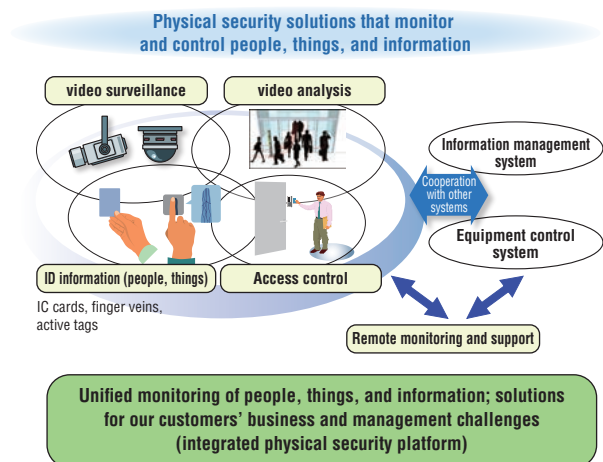 Physical security solutions that monitor
and control people, things, and information
video surveillance
video analysis
Information management
system
Cooperation
with other
systems
Equipment control
system
ID information (people, things)
Access control
IC cards, finger veins,
active tags
Remote monitoring and support
Unified monitoring of people, things, and information; solutions
for our customers’ business and management challenges
(integrated physical security platform)